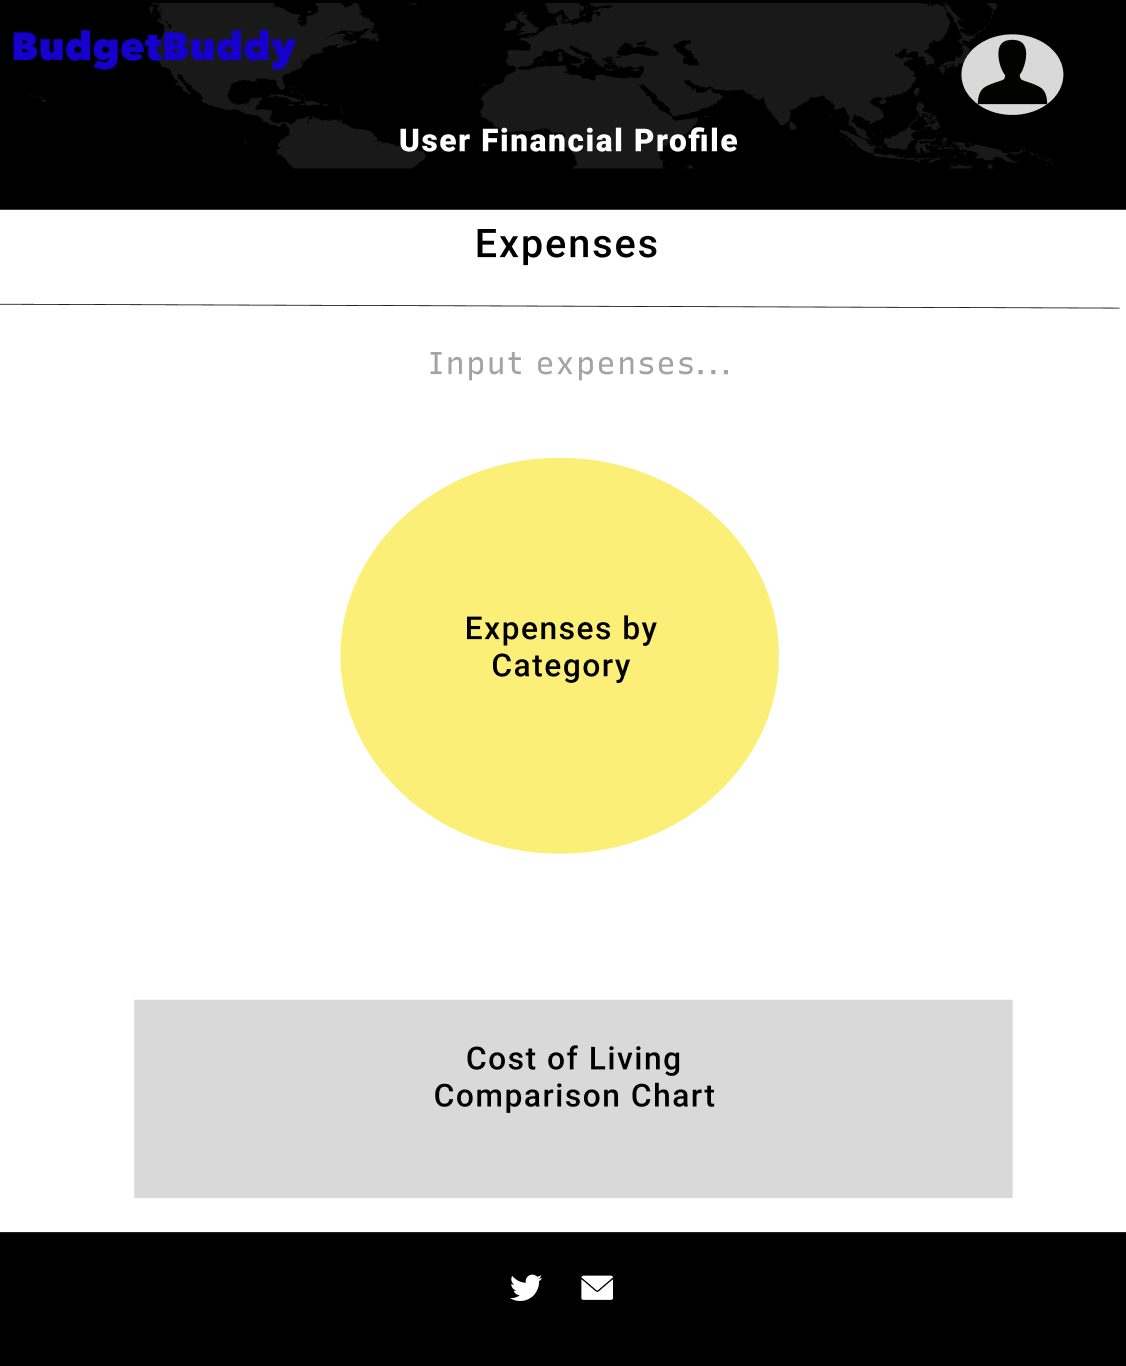 BudgetBuddy
User Financial Profile
Expenses
Input expenses...
Expenses by
Category
Cost of Living
Comparison Chart